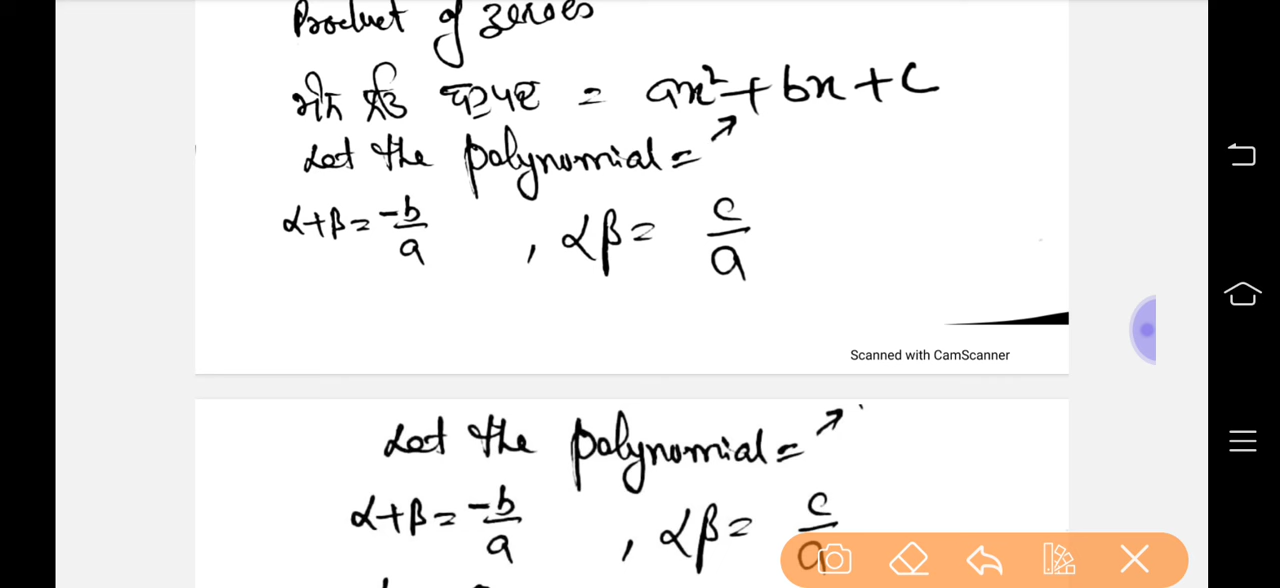 Product of zeroes
माना कि बहुपद = ax²+bx+c
Let the polynomial = ↗
α+β = -b/a , αβ = c/a
Scanned with CamScanner
Let the polynomial = ↗
α+β = -b/a , αβ = c/a